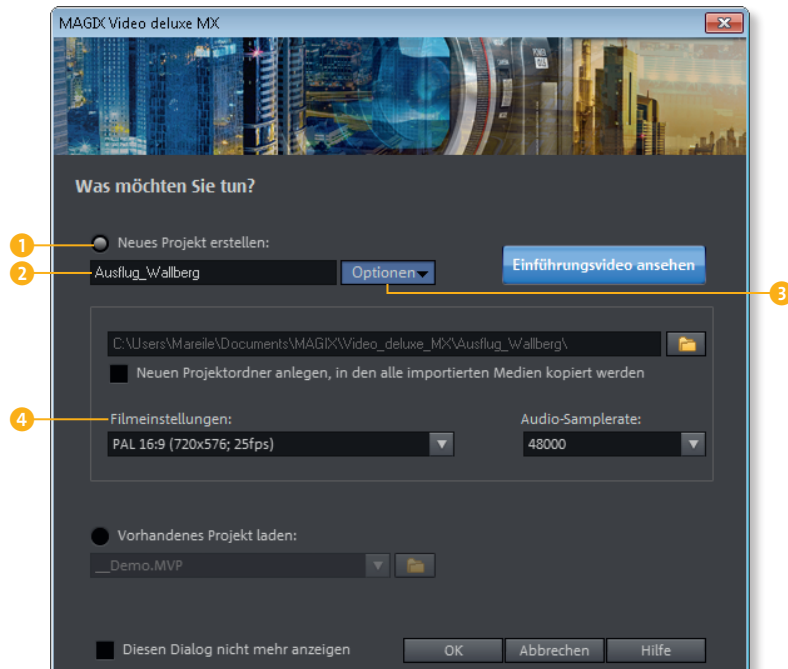 MAGIX Video deluxe MX
POWER
Was möchten Sie tun?
1 Neues Projekt erstellen:
2 Ausflug_Wallberg Optionen Einführungsvideo ansehen
3
C:\Users\Mareile\Documents\MAGIX\Video_deluxe_MX\Ausflug_Wallberg\
Neuen Projektordner anlegen, in den alle importierten Medien kopiert werden
4 Filmeinstellungen: Audio-Samplerate:
PAL 16:9 (720x576; 25fps) 48000
Vorhandenes Projekt laden:
__Demo.MVP
Diesen Dialog nicht mehr anzeigen OK Abbrechen Hilfe